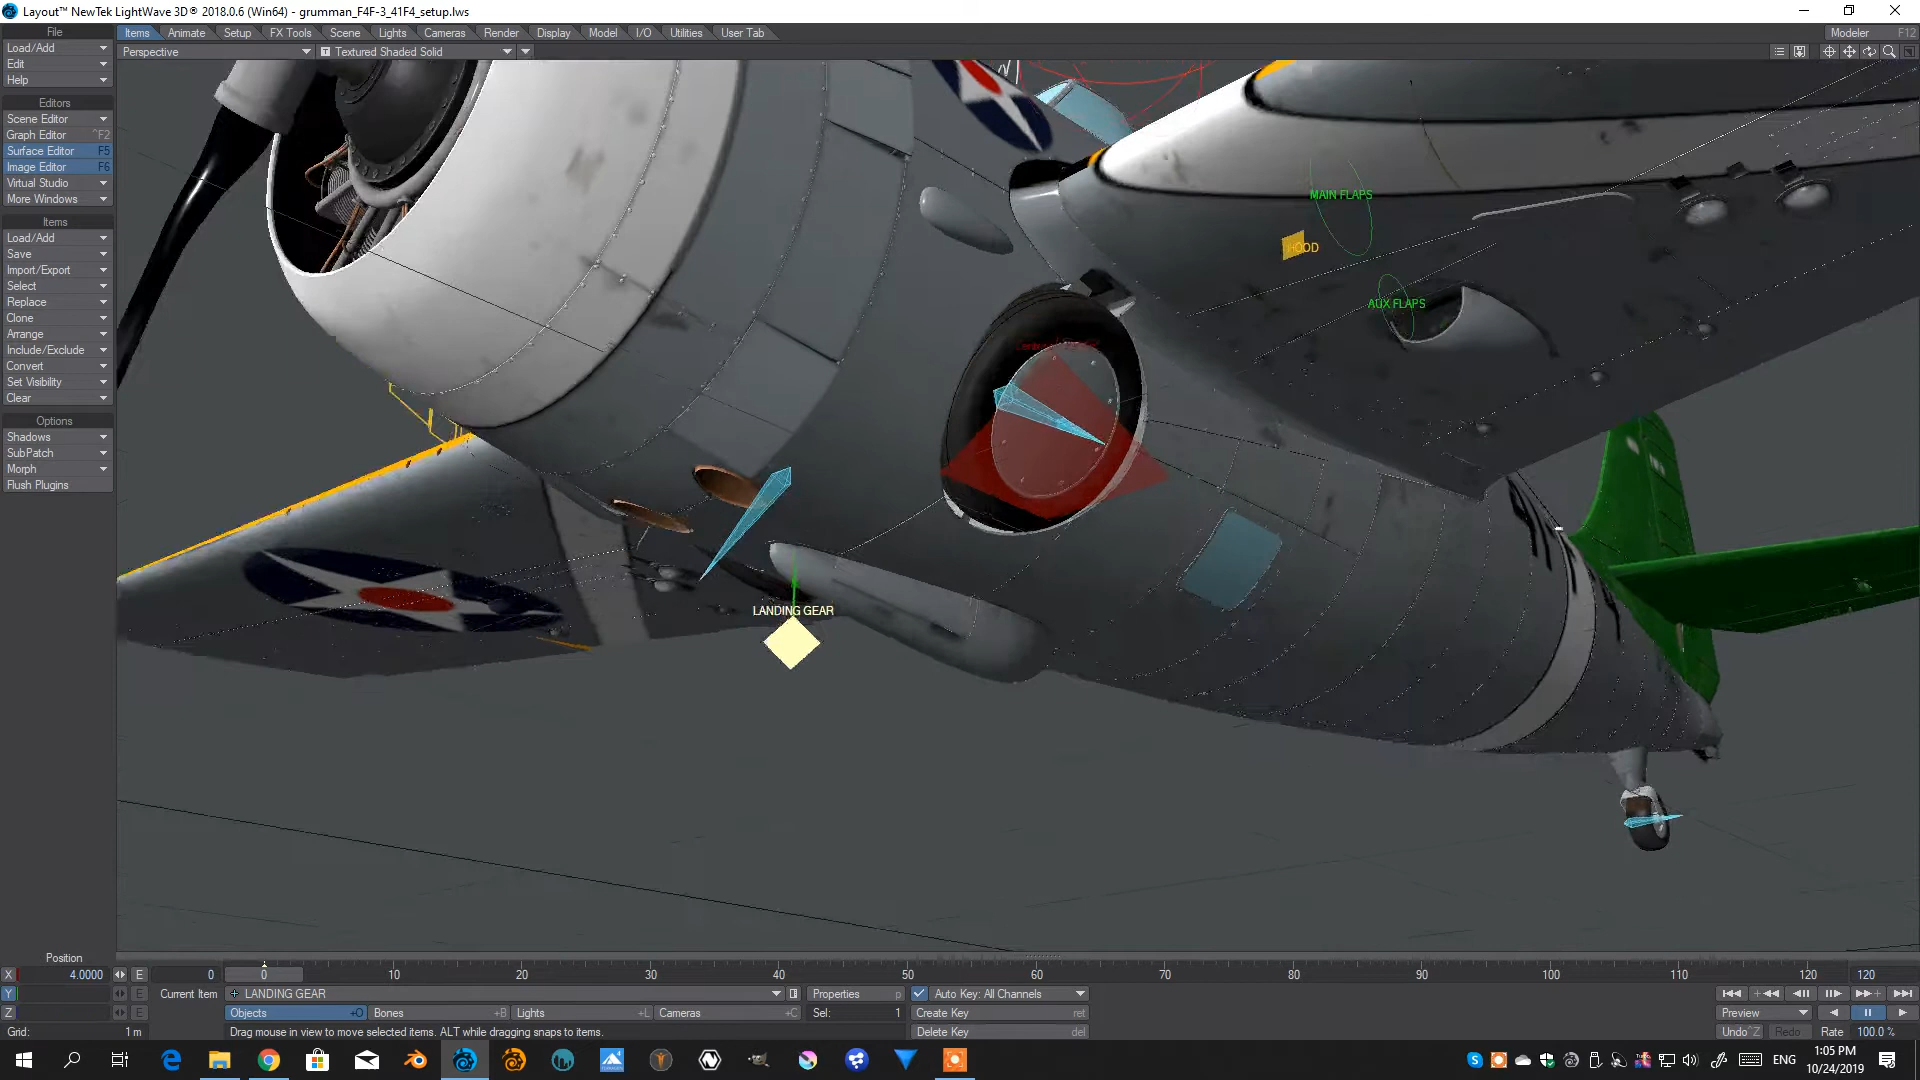 Layout™ NewTek LightWave 3D® 2018.0.6 (Win64) - grumman_F4F-3_41F4_setup.lws
File
Items
Animate
Setup
FX Tools
Scene
Lights
Cameras
Render
Display
Model
I/O
Utilities
User Tab
Modeler F12
Load/Add
Perspective
T Textured Shaded Solid
Edit
Help
Editors
Scene Editor
Graph Editor ^F2
Surface Editor F5
Image Editor F6
Virtual Studio
More Windows
Items
Load/Add
Save
Import/Export
Select
Replace
Clone
Arrange
Include/Exclude
Convert
Set Visibility
Clear
Options
Shadows
SubPatch
Morph
Flush Plugins
MAIN FLAPS
HOOD
AUX FLAPS
LANDING GEAR
Position
X 4.0000 E 0
0 10 20 30 40 50 60 70 80 90 100 110 120 120
Y E Current Item + LANDING GEAR Properties p Auto Key: All Channels
Z E Objects +O Bones +B Lights +L Cameras +C Sel: 1 Create Key ret Preview
Grid: 1 m Drag mouse in view to move selected items. ALT while dragging snaps to items. Delete Key del Undo ^Z Redo Rate 100.0 %
ENG
1:05 PM
10/24/2019